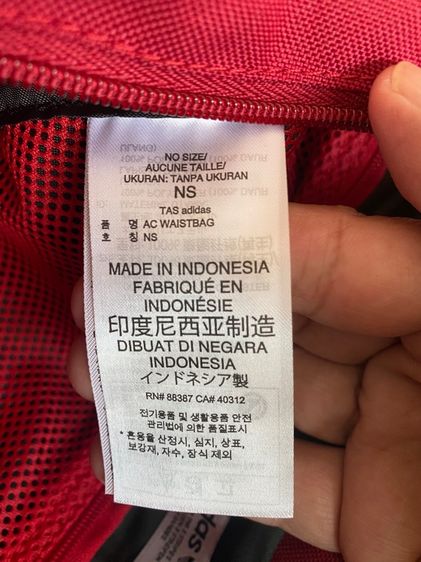 NO SIZE/
AUCUNE TAILLE/
UKURAN: TANPA UKURAN
NS
TAS adidas
品 名 AC WAISTBAG
号 型 NS
MADE IN INDONESIA
FABRIQUÉ EN
INDONÉSIE
印度尼西亚制造
DIBUAT DI NEGARA
INDONESIA
インドネシア製
RN# 88387 CA# 40312
전기용품 및 생활용품 안전
관리법에 의한 품질표시
* 혼용율 산정시, 심지, 상표,
보강재, 자수, 장식 제외